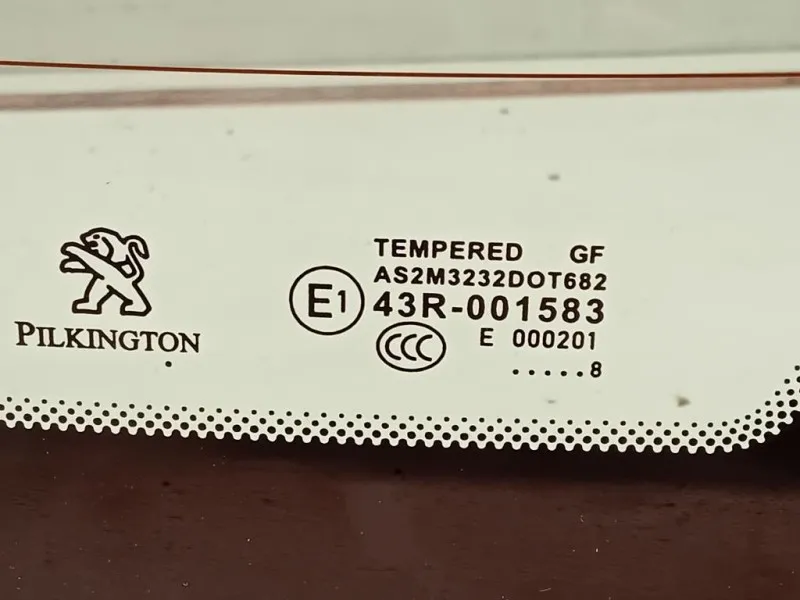 PILKINGTON
TEMPERED GF
AS2M3232DOT682
E1 43R-001583
CCC E 000201
.....8